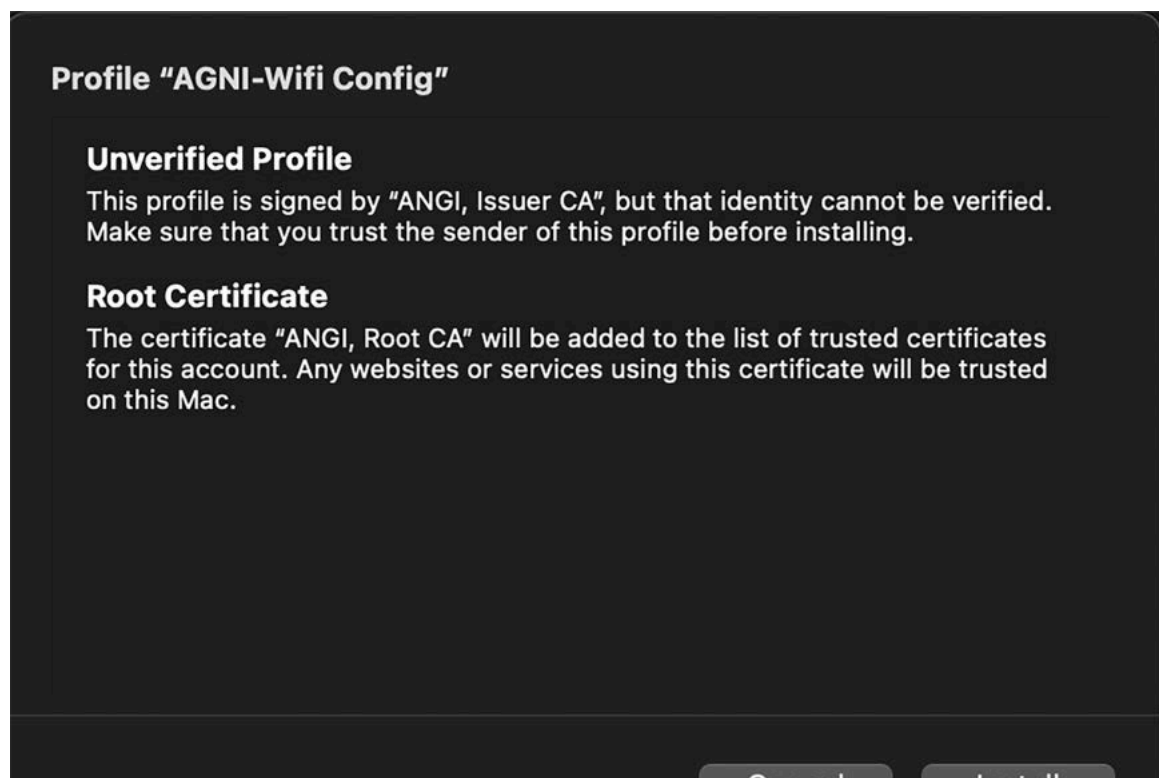 Profile “AGNI-Wifi Config”
Unverified Profile
This profile is signed by “ANGI, Issuer CA”, but that identity cannot be verified.
Make sure that you trust the sender of this profile before installing.
Root Certificate
The certificate “ANGI, Root CA” will be added to the list of trusted certificates
for this account. Any websites or services using this certificate will be trusted
on this Mac.